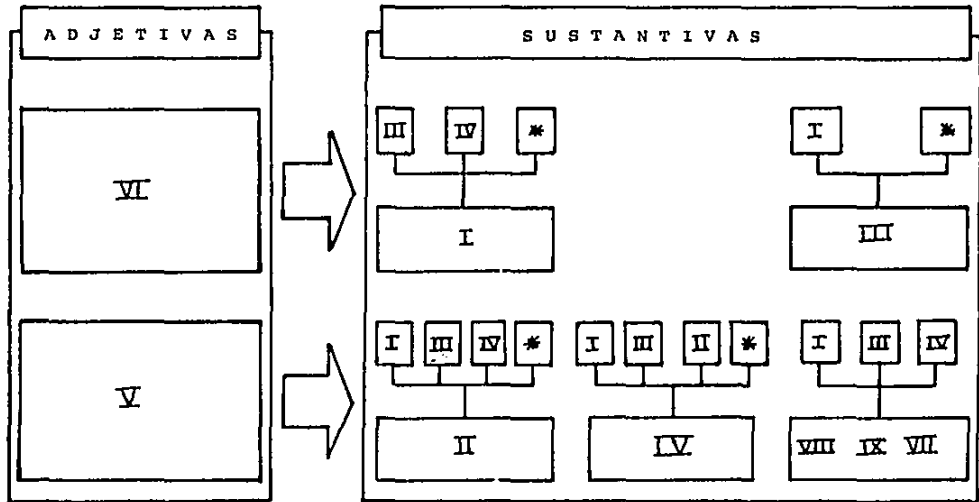 ADJETIVAS SUSTANTIVAS
III IV * I *
VI
I III
I III IV * I III II * I III IV
V
II IV VIII IX VII